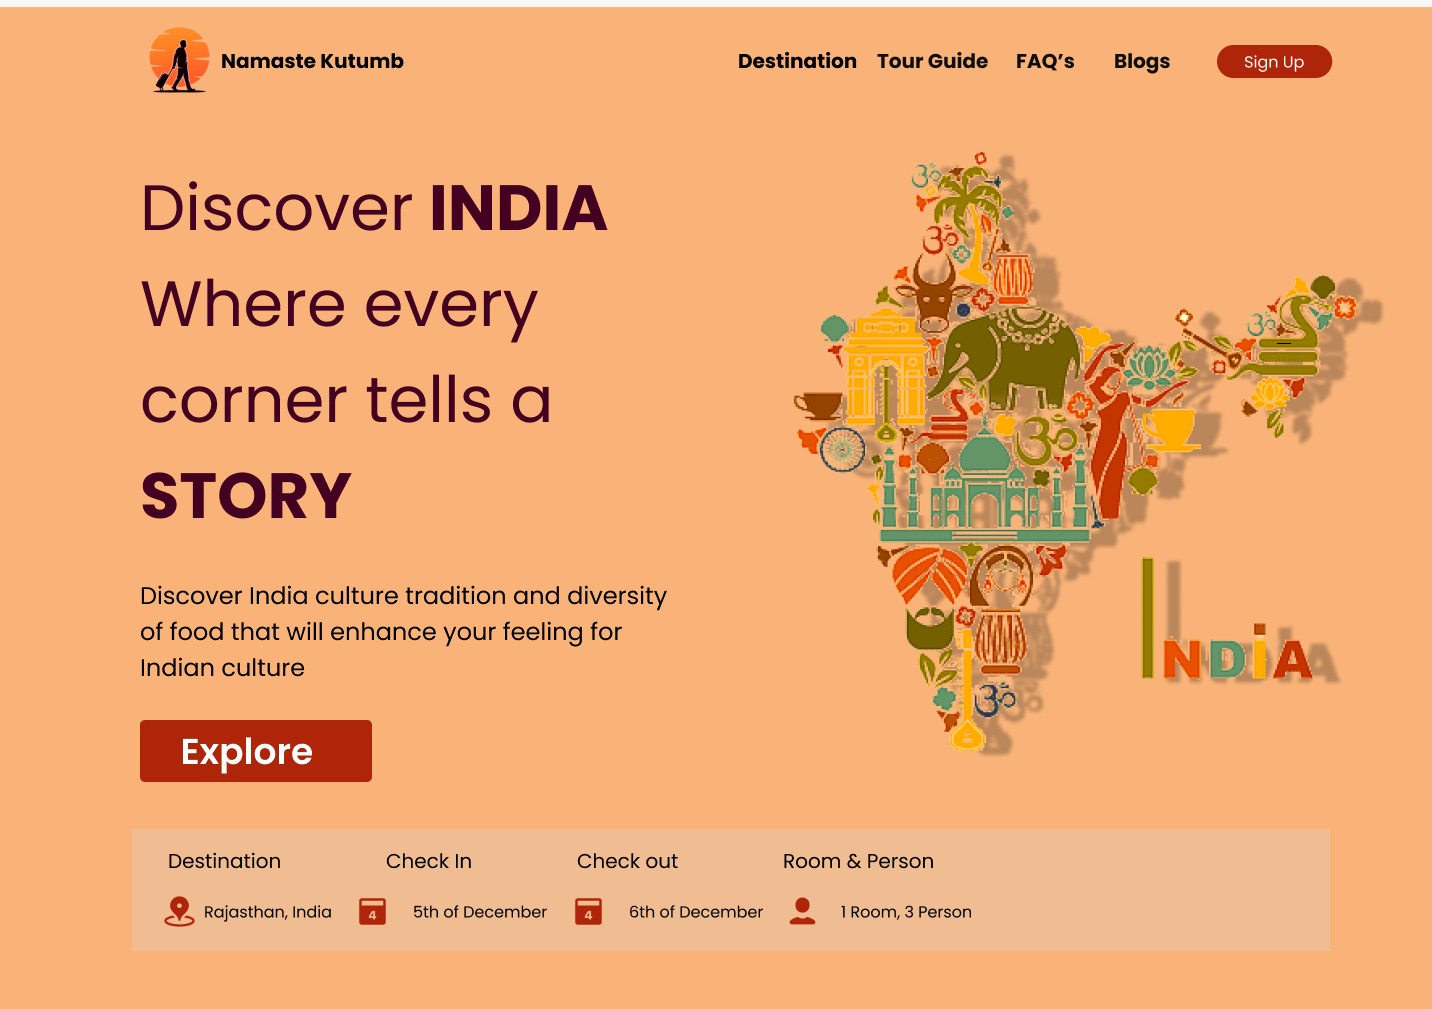 Namaste Kutumb
Destination Tour Guide FAQ’s Blogs Sign Up
Discover INDIA
Where every
corner tells a
STORY
ॐ
ॐ
ॐ
ॐ
ॐ
INDiA
Discover India culture tradition and diversity
of food that will enhance your feeling for
Indian culture
Explore
Destination Check In Check out Room & Person
Rajasthan, India 4 5th of December 4 6th of December 1 Room, 3 Person